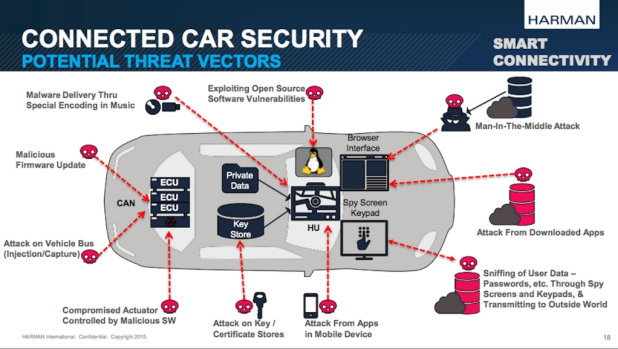 HARMAN
CONNECTED CAR SECURITY
POTENTIAL THREAT VECTORS
SMART
CONNECTIVITY
Malware Delivery Thru
Special Encoding in Music
Exploiting Open Source
Software Vulnerabilities
Man-In-The-Middle Attack
Browser
Interface
Malicious
Firmware Update
ECU
ECU
ECU
CAN
Private
Data
Key
Store
HU
Spy Screen
Keypad
Attack From Downloaded Apps
Attack on Vehicle Bus
(Injection/Capture)
Sniffing of User Data –
Passwords, etc. Through Spy
Screens and Keypads, &
Transmitting to Outside World
Compromised Actuator
Controlled by Malicious SW
Attack on Key /
Certificate Stores
Attack From Apps
in Mobile Device
HARMAN International. Confidential. Copyright 2015.
18